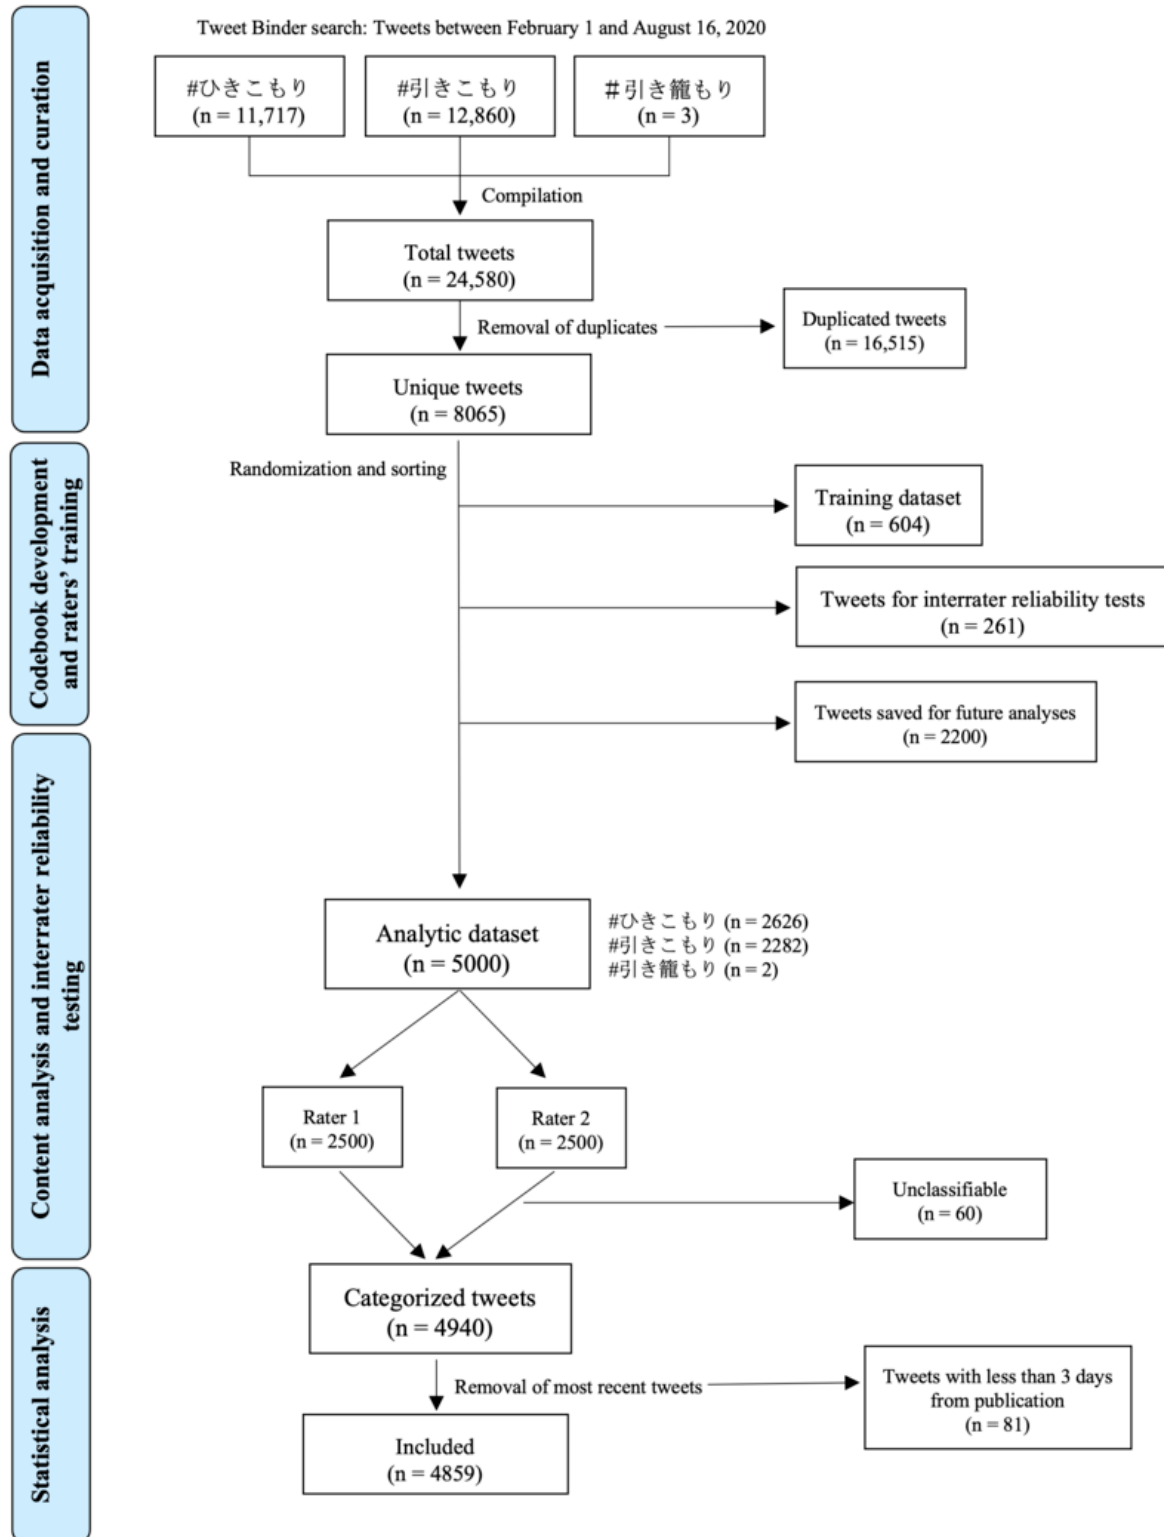 Tweet Binder search: Tweets between February 1 and August 16, 2020
#ひきこもり
(n = 11,717)
#引きこもり
(n = 12,860)
＃引き籠もり
(n = 3)
Compilation
Total tweets
(n = 24,580)
Removal of duplicates
Duplicated tweets
(n = 16,515)
Unique tweets
(n = 8065)
Data acquisition and curation
Randomization and sorting
Training dataset
(n = 604)
Tweets for interrater reliability tests
(n = 261)
Tweets saved for future analyses
(n = 2200)
Codebook development
and raters’ training
Analytic dataset
(n = 5000)
#ひきこもり (n = 2626)
#引きこもり (n = 2282)
#引き籠もり (n = 2)
Rater 1
(n = 2500)
Rater 2
(n = 2500)
Unclassifiable
(n = 60)
Content analysis and interrater reliability
testing
Categorized tweets
(n = 4940)
Removal of most recent tweets
Tweets with less than 3 days
from publication
(n = 81)
Included
(n = 4859)
Statistical analysis